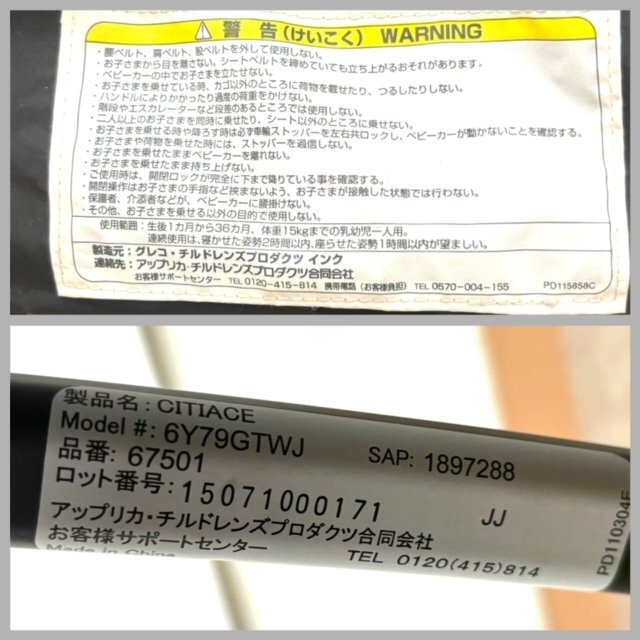 警告(けいこく) WARNING
・腰ベルト、肩ベルト、股ベルトを外して使用しない。
・お子さまから目を離さない。シートベルトを締めていても立ち上がるおそれがあります。
・ベビーカーの中でお子さまを立たせない。
・お子さまを乗せている時、カゴ以外のところに荷物を載せたり、つるしたりしない。
・ハンドルによりかかったり過度の荷重をかけない。
・階段やエスカレーターなど段差のあるところでは使用しない。
・二人以上のお子さまを同時に乗せたり、シート以外のところに乗せない。
・お子さまを乗せる時や降ろす時は必ず車輪ストッパーを左右共ロックし、ベビーカーが動かないことを確認する。
・お子さまや荷物を乗せた時には、ストッパーを過信しない。
・お子さまを乗せたままベビーカーを離れない。
・お子さまを乗せたまま持ち上げない。
・ご使用時は、開閉ロックが完全に下まで降りている事を確認する。
・開閉操作はお子さまの手指など挟まないよう、お子さまが接触した状態では行わない。
・保護者、介添者などが、ベビーカーに腰掛けない。
・その他、お子さまを乗せる以外の目的で使用しない。
使用範囲:生後1カ月から36カ月、体重15kgまでの乳幼児一人用。
連続使用は、寝かせた姿勢2時間以内、座らせた姿勢1時間以内が望ましい。
製造元:グレコ・チルドレンズプロダクツ インク
連絡先:アップリカ・チルドレンズプロダクツ合同会社
お客様サポートセンター TEL 0120-415-814 携帯電話(お客様負担) TEL 0570-004-155 PD115858C
製品名: CITIACE
Model #: 6Y79GTWJ SAP: 1897288
品番: 67501
ロット番号: 15071000171 JJ
アップリカ・チルドレンズプロダクツ合同会社
お客様サポートセンター TEL 0120(415)814
Made in China
PD110304F